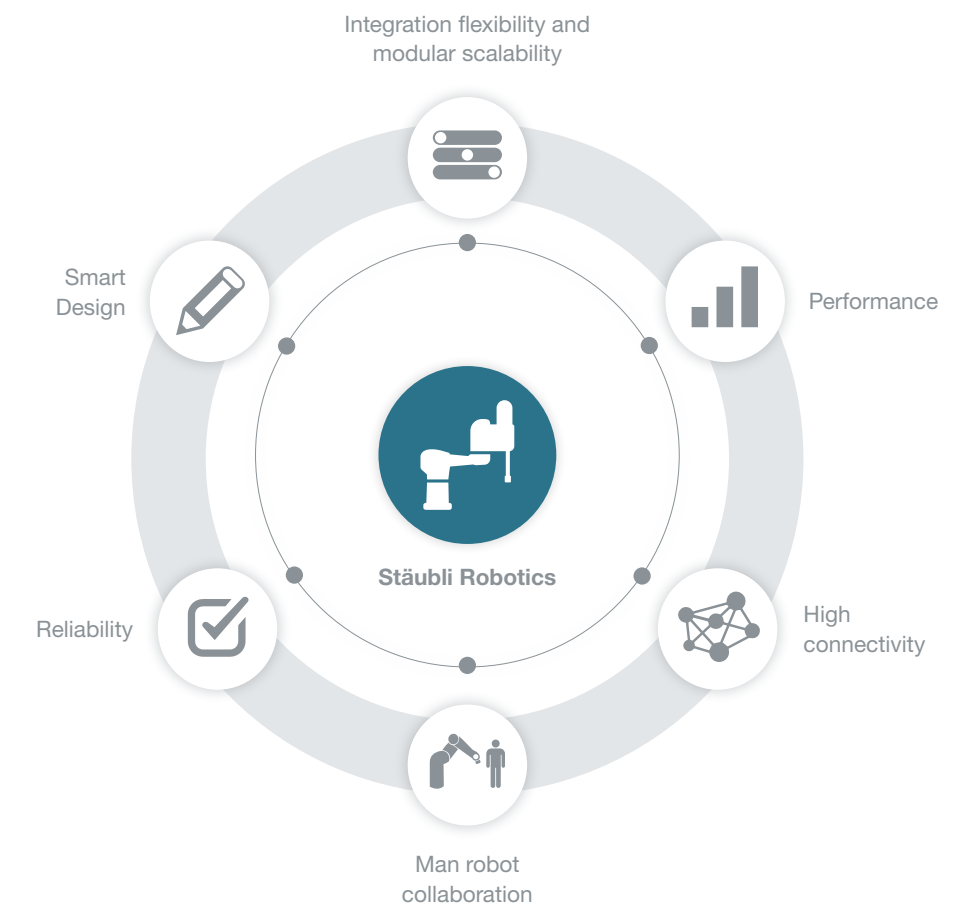 Integration flexibility and
modular scalability
Smart
Design
Performance
Stäubli Robotics
Reliability
High
connectivity
Man robot
collaboration